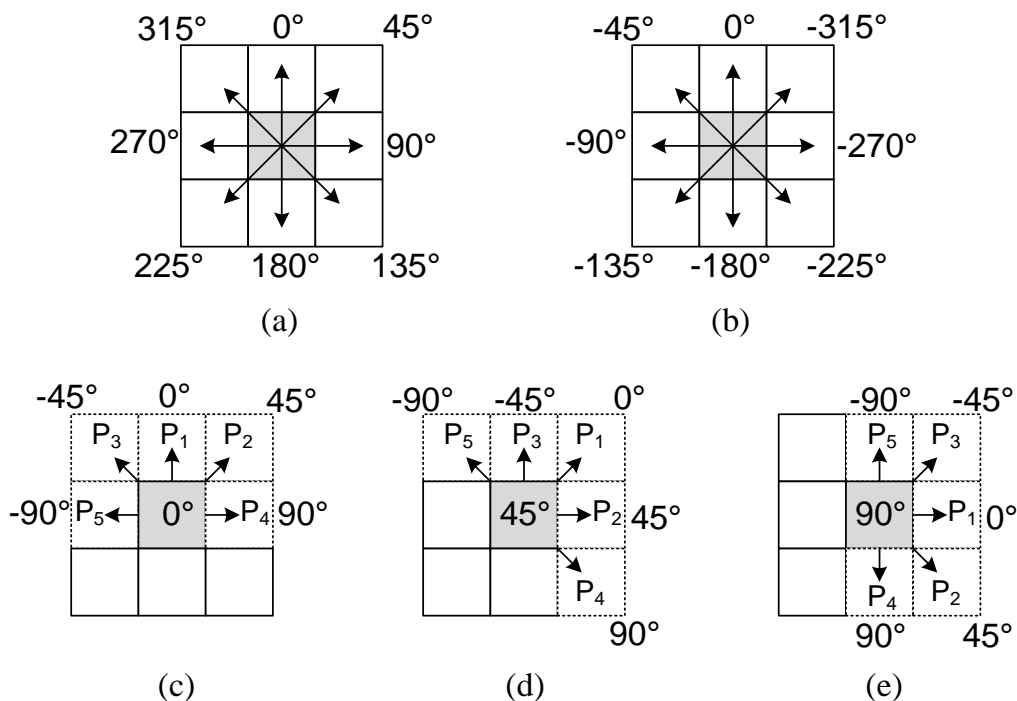 315° 0° 45°
-45° 0° -315°
270° 90°
-90° -270°
225° 180° 135°
-135° -180° -225°
(a)
(b)
-45° 0° 45°
P₃ P₁ P₂
-90° P₅ 0° P₄ 90°
(c)
-90° -45° 0°
P₅ P₃ P₁
45° P₂ 45°
P₄
90°
(d)
-90° -45°
P₅ P₃
90° P₁ 0°
P₄ P₂
90° 45°
(e)